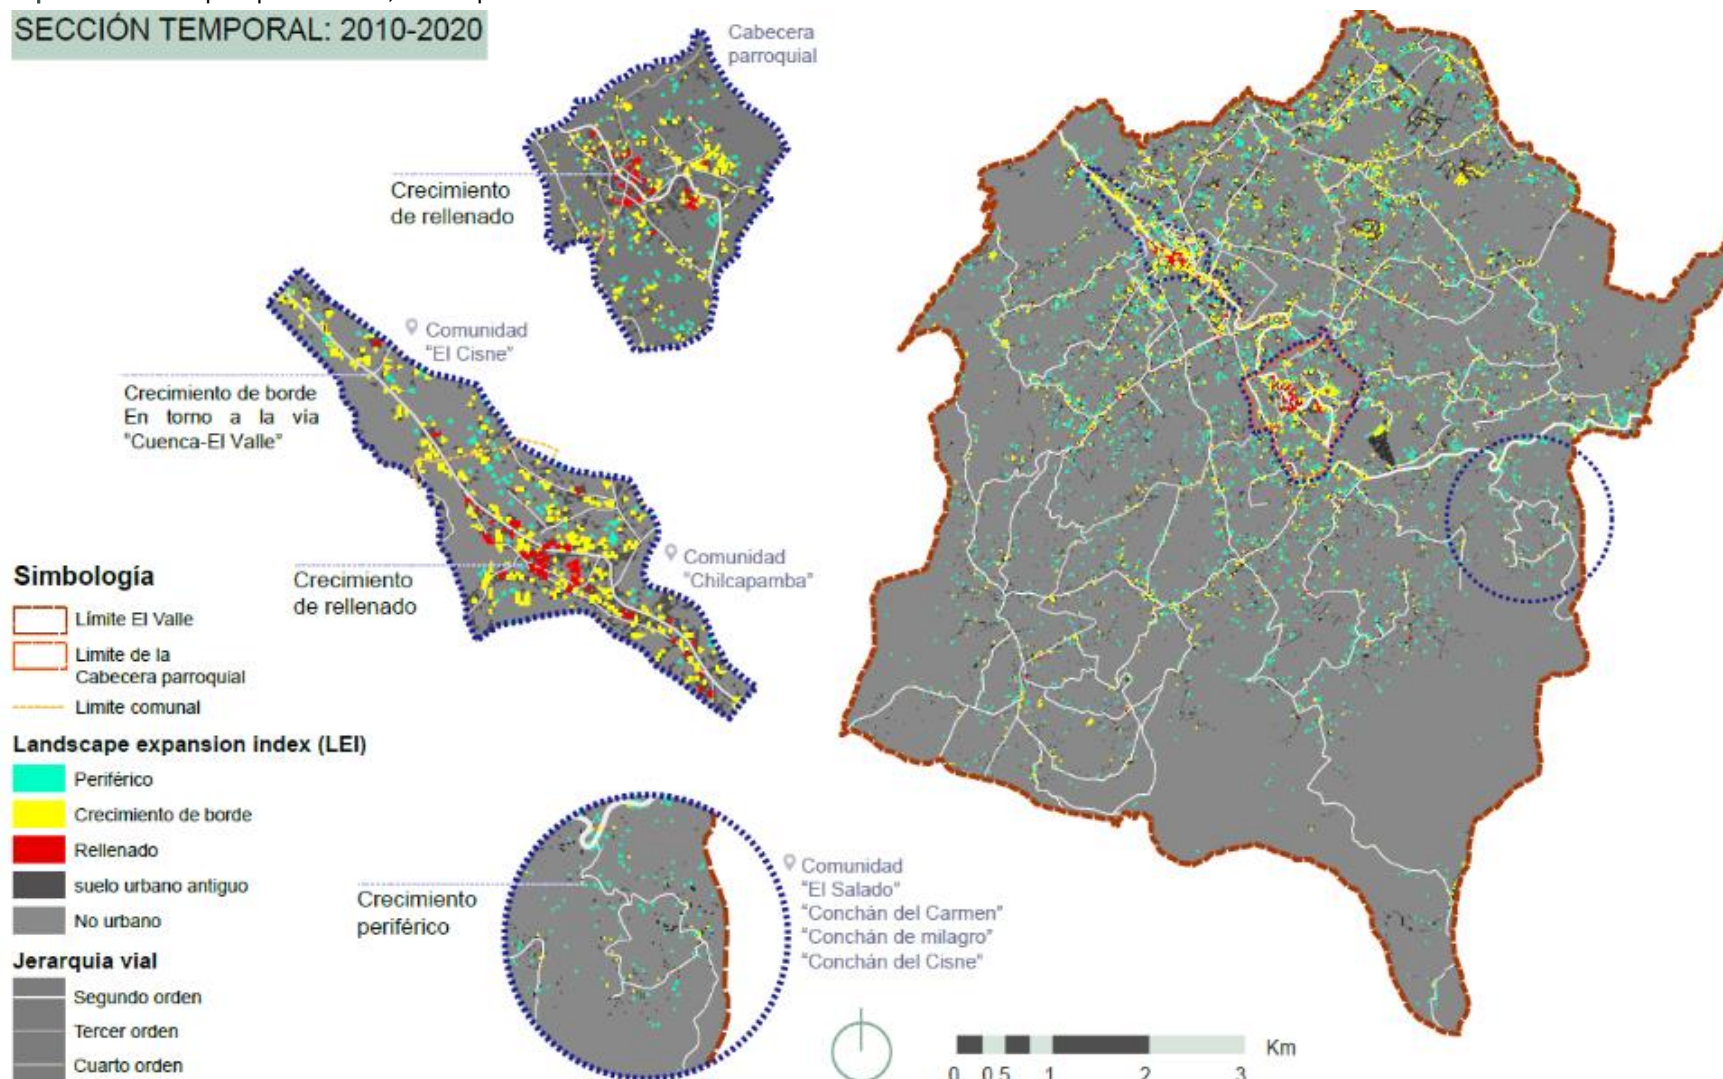 SECCIÓN TEMPORAL: 2010-2020
Cabecera
parroquial
Crecimiento
de rellenado
Comunidad
"El Cisne"
Crecimiento de borde
En torno a la via
"Cuenca-El Valle"
Crecimiento
de rellenado
Comunidad
"Chilcapamba"
Simbología
Límite El Valle
Limite de la
Cabecera parroquial
Limite comunal
Landscape expansion index (LEI)
Periférico
Crecimiento de borde
Rellenado
suelo urbano antiguo
No urbano
Jerarquia vial
Segundo orden
Tercer orden
Cuarto orden
Crecimiento
periférico
Comunidad
"El Salado"
"Conchán del Carmen"
"Conchán de milagro"
"Conchán del Cisne"
Km
0 0.5 1 2 3